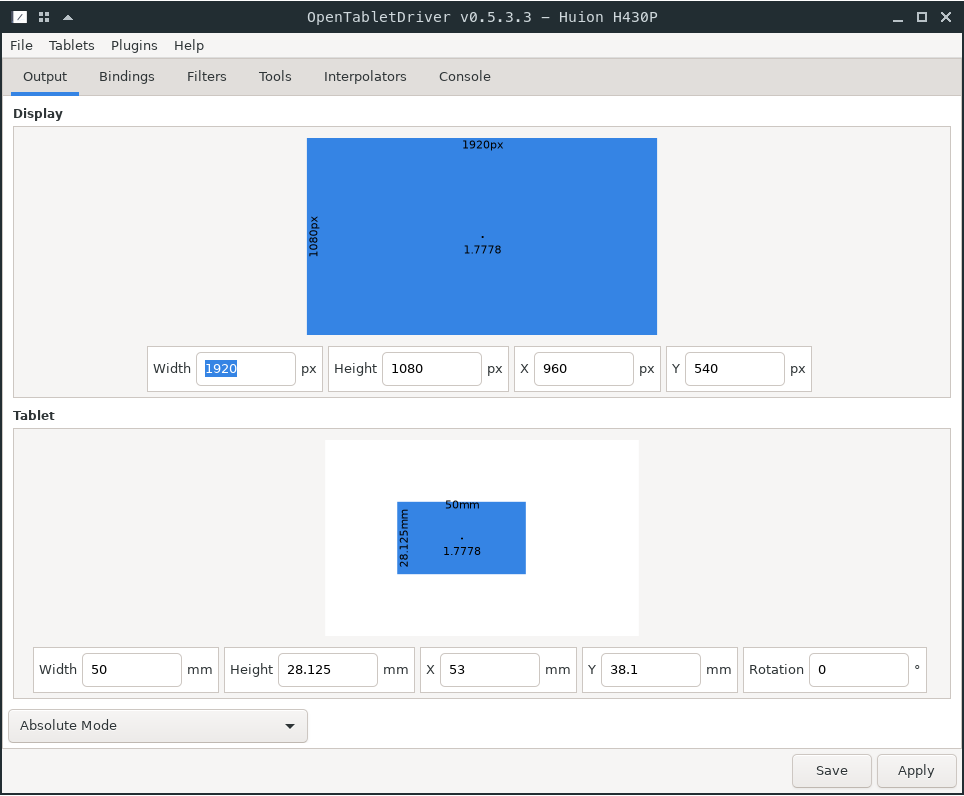 OpenTabletDriver v0.5.3.3 – Huion H430P
File Tablets Plugins Help
Output Bindings Filters Tools Interpolators Console
Display
1920px
1080px
1.7778
Width 1920 px Height 1080 px X 960 px Y 540 px
Tablet
50mm
28.125mm
1.7778
Width 50 mm Height 28.125 mm X 53 mm Y 38.1 mm Rotation 0 °
Absolute Mode
Save Apply